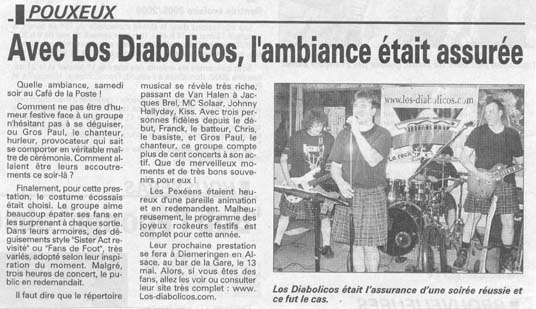 POUXEUX
Avec Los Diabolicos, l'ambiance était assurée
Quelle ambiance, samedi
soir au Café de la Poste !
Comment ne pas être d'hu-
meur festive face à un groupe
n'hésitant pas à se déguiser,
ou Gros Paul, le chanteur,
hurleur, provocateur qui sait
se comporter en véritable maître
de cérémonie. Comment al-
laient être leurs accoutre-
ments ce soir-là ?
Finalement, pour cette pres-
tation, le costume écossais
était choisi. Le groupe aime
beaucoup épater ses fans en
les surprenant à chaque sortie.
Dans leurs armoires, des dé-
guisements style "Sister Act re-
visité" ou "Fans de Foot", très
variés, adopté selon leur inspi-
ration du moment. Malgré,
trois heures de concert, le pu-
blic en redemandait.
Il faut dire que le répertoire
musical se révèle très riche,
passant de Van Halen à Jac-
ques Brel, MC Solaar, Johnny
Hallyday, Kiss. Avec trois per-
sonnes fidèles depuis le dé-
but, Franck, le batteur, Chris,
le bassiste, et Gros Paul, le
chanteur, ce groupe compte
plus de cent concerts à son actif.
Que de merveilleux mom-
ents et de très bons souve-
nirs pour eux !
Les Pexéens étaient heu-
reux d'une pareille animation
et en redemandant. Malheu-
reusement, le programme des
joyeux rockeurs festifs est
complet pour cette année.
Leur prochaine prestation
se fera à Diemeringen en Al-
sace, au bar de la Gare, le 13
mai. Alors, si vous êtes des
fans, allez les voir ou consulter
leur site très complet : www.
Los-diabolicos.com.
www.los-diabolicos.com
Los Diabolicos était l'assurance d'une soirée réussie et
ce fut le cas.